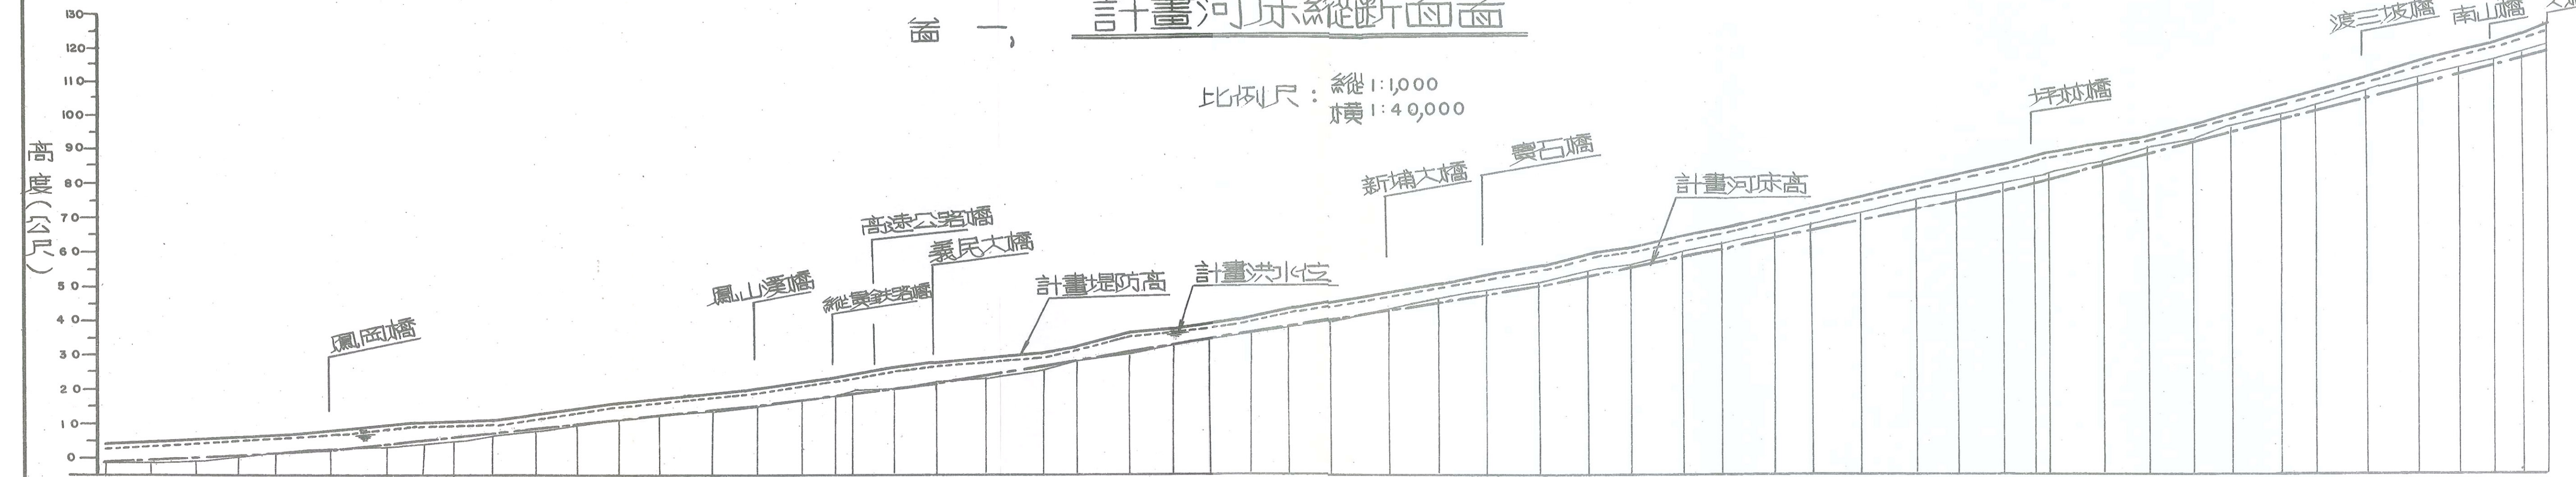 圖 一, 計畫河床縱斷面圖
比例尺：縱 1:1,000
橫 1:40,000
高度(公尺)
130
120
110
100
90
80
70
60
50
40
30
20
10
0
鳳岡橋
鳳山溪橋
縱貫鉄路橋
高速公路橋
義民大橋
計畫堤防高
計畫洪水位
新埔大橋
寶石橋
計畫河床高
坪林橋
渡三坡橋
南山橋